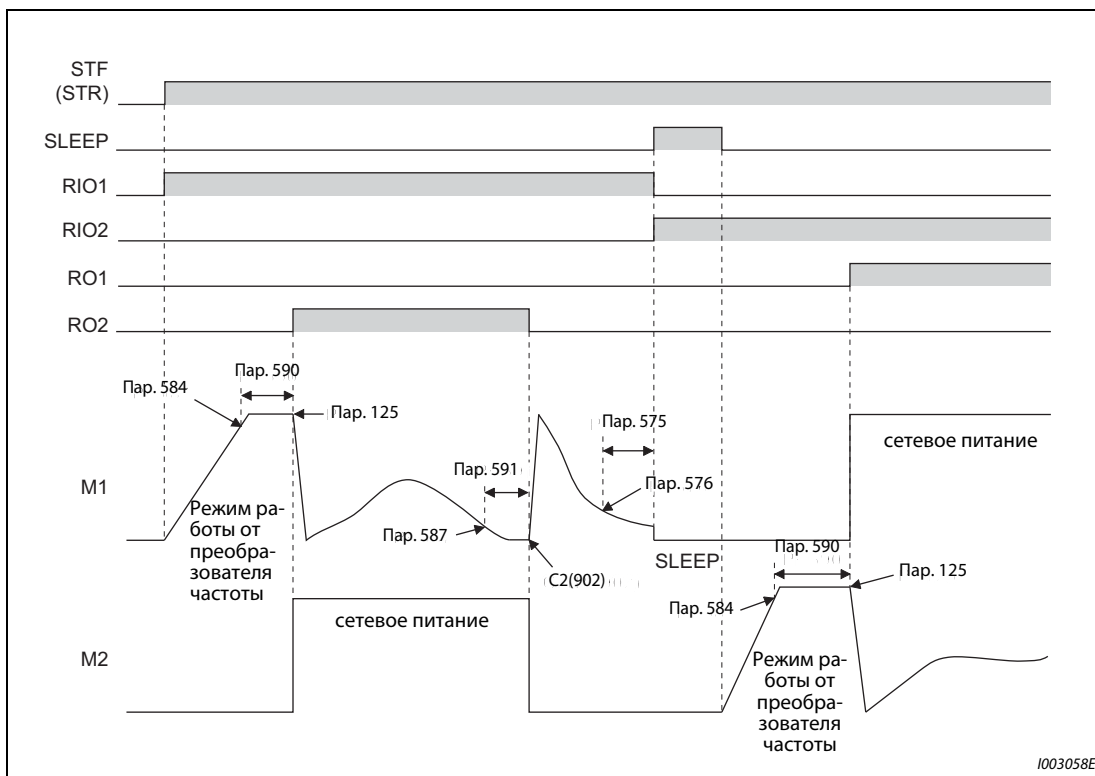 STF
(STR)
SLEEP
RIO1
RIO2
RO1
RO2
Пар. 590
Пар. 584
Пар. 125
Пар. 575
сетевое питание
Пар. 591
Пар. 576
M1
Режим ра-
боты от
преобра-
зователя
частоты
Пар. 587
SLEEP
Пар. 590
C2(902)
Пар. 125
Пар. 584
сетевое питание
M2
Режим ра-
боты от
преобра-
зователя
частоты
I003058E